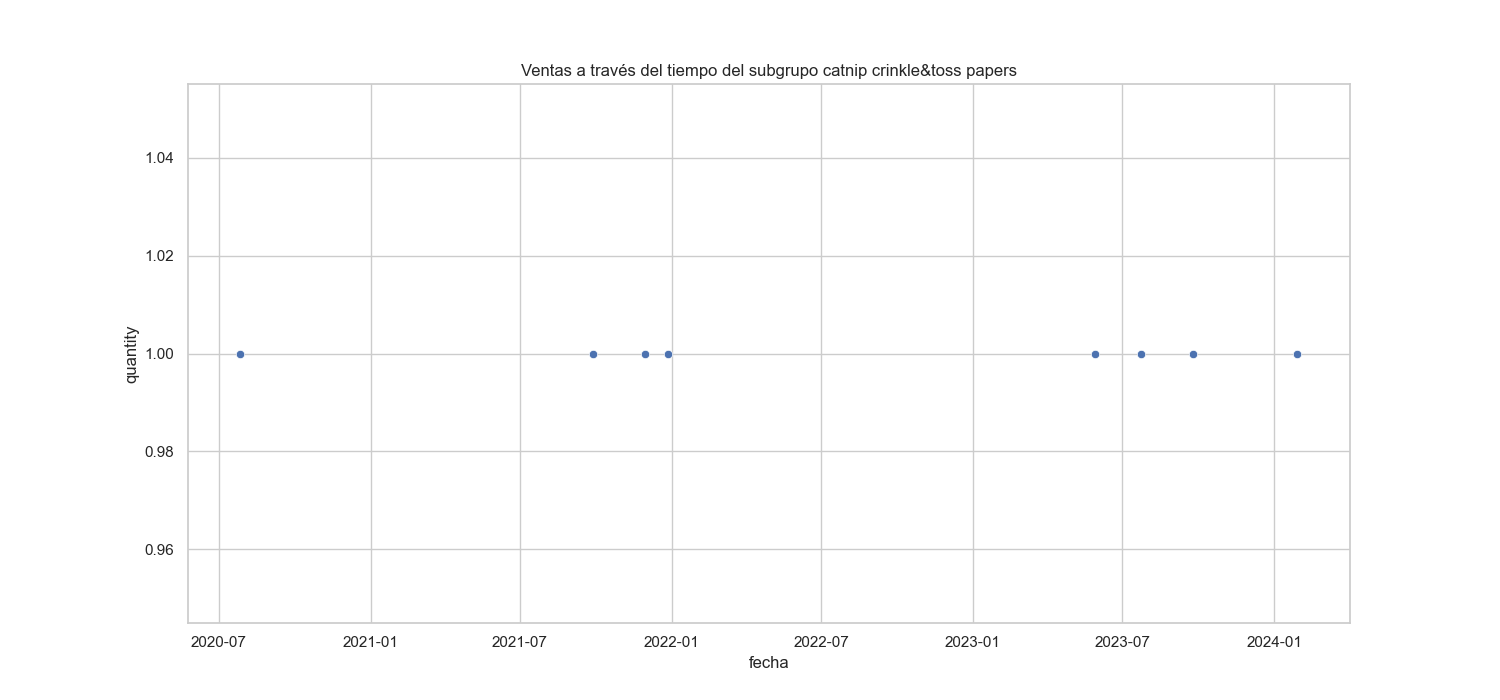 Ventas a través del tiempo del subgrupo catnip crinkle&toss papers
1.04
1.02
1.00
0.98
0.96
quantity
2020-07 2021-01 2021-07 2022-01 2022-07 2023-01 2023-07 2024-01
fecha